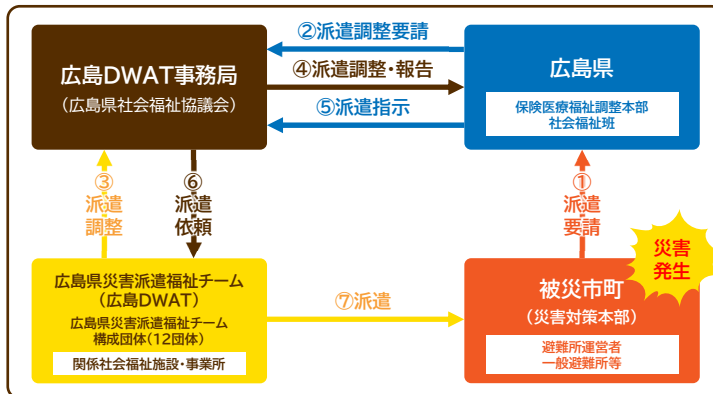 ②派遣調整要請
広島DWAT事務局
(広島県社会福祉協議会)
④派遣調整・報告
⑤派遣指示
広島県
保険医療福祉調整本部
社会福祉班
③
派遣
調整
⑥
派遣
依頼
①
派遣
要請
災害
発生
広島県災害派遣福祉チーム
(広島DWAT)
広島県災害派遣福祉チーム
構成団体(12団体)
関係社会福祉施設・事業所
⑦派遣
被災市町
(災害対策本部)
避難所運営者
一般避難所等